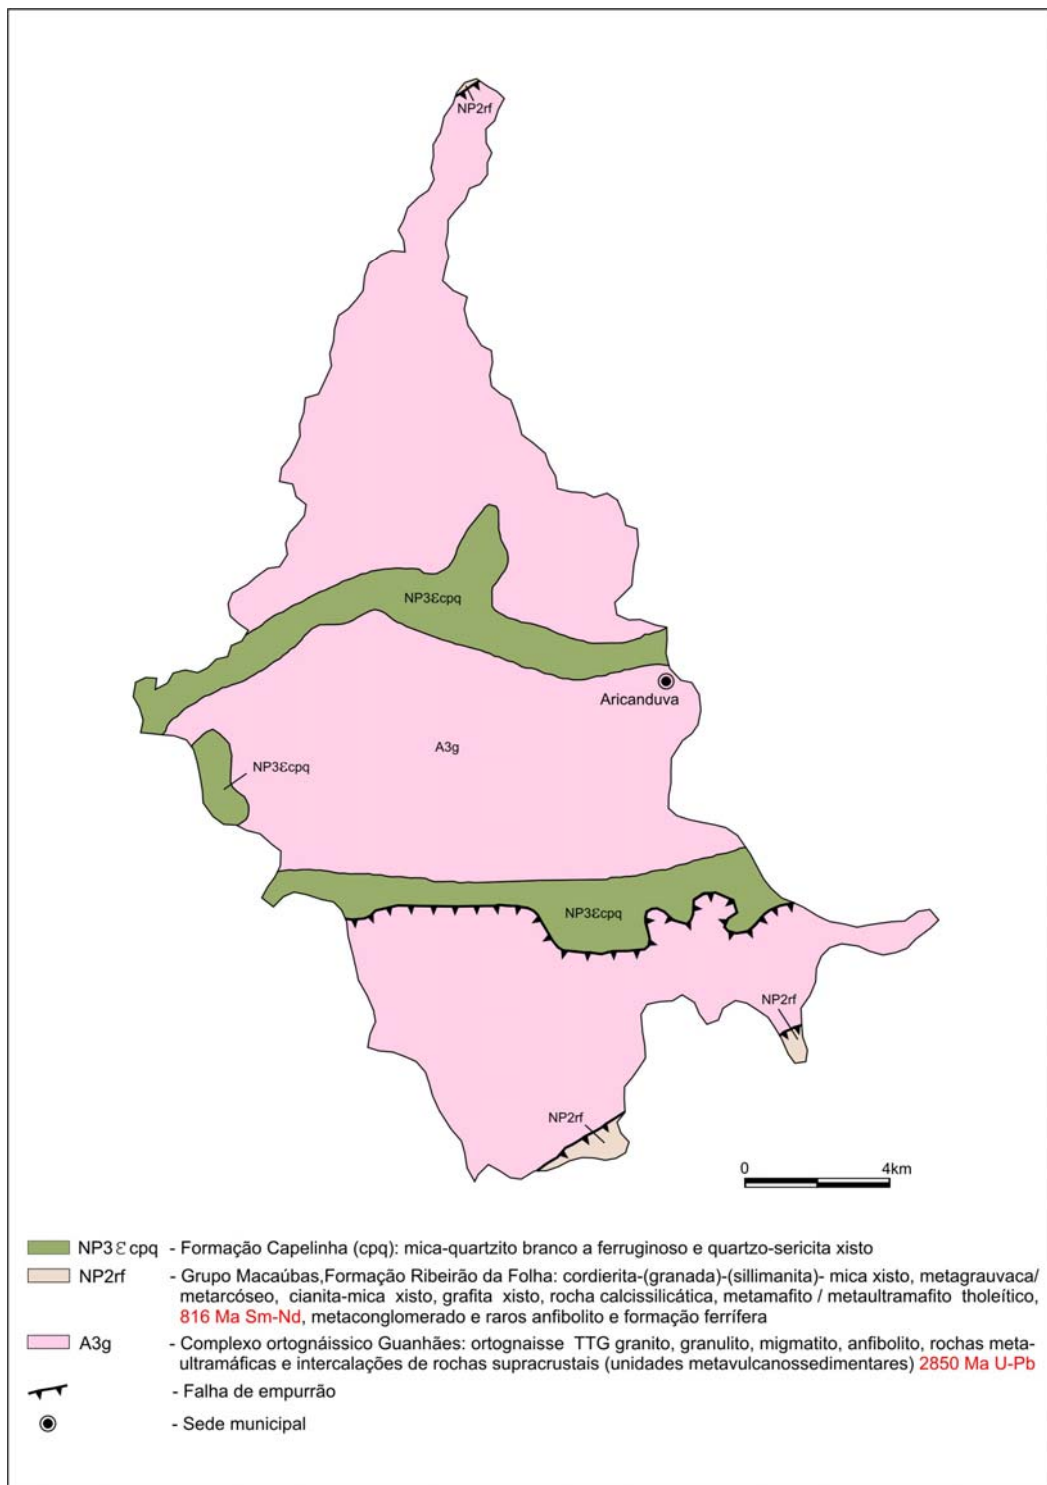 NP2rf
NP3Ɛcpq
Aricanduva
A3g
NP3Ɛcpq
NP3Ɛcpq
NP2rf
NP2rf
0 4km
NP3 Ɛ cpq - Formação Capelinha (cpq): mica-quartzito branco a ferruginoso e quartzo-sericita xisto
NP2rf - Grupo Macaúbas,Formação Ribeirão da Folha: cordierita-(granada)-(sillimanita)- mica xisto, metagrauvaca/
metarcóseo, cianita-mica xisto, grafita xisto, rocha calcissilicática, metamafito / metaultramafito tholeítico,
816 Ma Sm-Nd, metaconglomerado e raros anfibolito e formação ferrífera
A3g - Complexo ortognáissico Guanhães: ortognaisse TTG granito, granulito, migmatito, anfibolito, rochas meta-
ultramáficas e intercalações de rochas supracrustais (unidades metavulcanossedimentares) 2850 Ma U-Pb
- Falha de empurrão
- Sede municipal